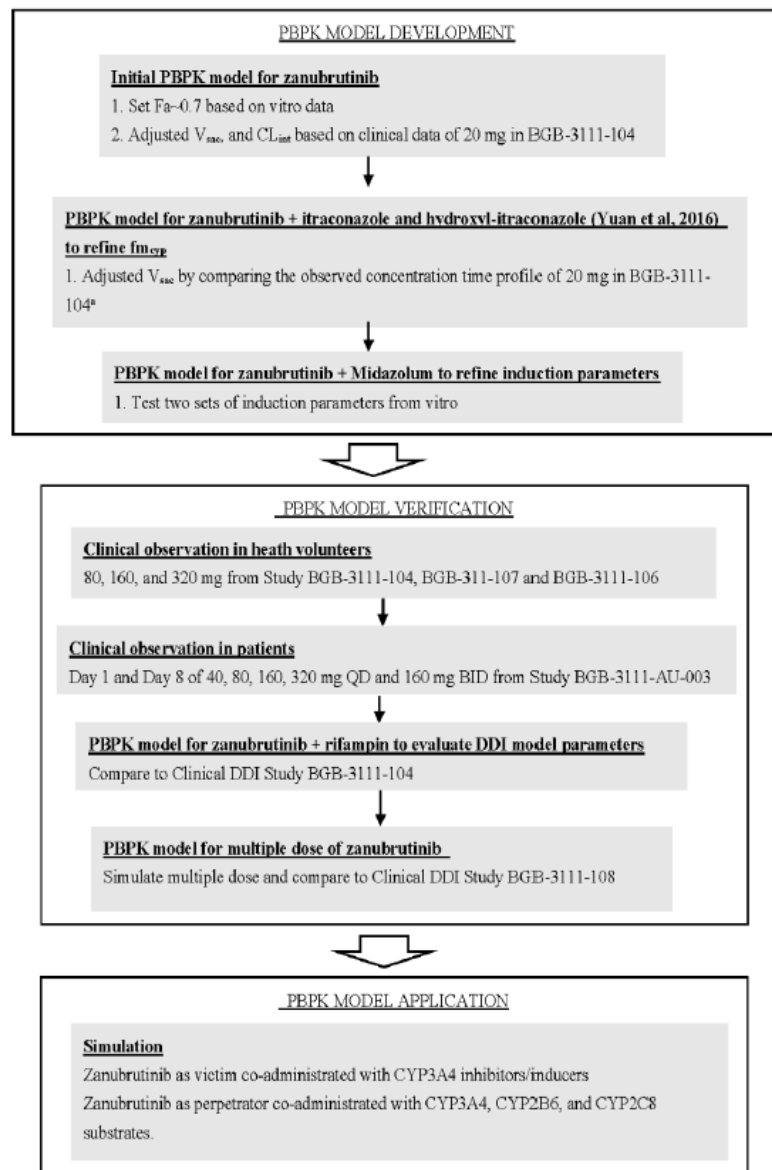 PBPK MODEL DEVELOPMENT
Initial PBPK model for zanubrutinib
1. Set Fa~0.7 based on vitro data
2. Adjusted Vsac, and CLint based on clinical data of 20 mg in BGB-3111-104
PBPK model for zanubrutinib + itraconazole and hydroxyl-itraconazole (Yuan et al, 2016)
to refine fmCYP
1. Adjusted Vsac by comparing the observed concentration time profile of 20 mg in BGB-3111-
104a
PBPK model for zanubrutinib + Midazolum to refine induction parameters
1. Test two sets of induction parameters from vitro
PBPK MODEL VERIFICATION
Clinical observation in heath volunteers
80, 160, and 320 mg from Study BGB-3111-104, BGB-311-107 and BGB-3111-106
Clinical observation in patients
Day 1 and Day 8 of 40, 80, 160, 320 mg QD and 160 mg BID from Study BGB-3111-AU-003
PBPK model for zanubrutinib + rifampin to evaluate DDI model parameters
Compare to Clinical DDI Study BGB-3111-104
PBPK model for multiple dose of zanubrutinib
Simulate multiple dose and compare to Clinical DDI Study BGB-3111-108
PBPK MODEL APPLICATION
Simulation
Zanubrutinib as victim co-administrated with CYP3A4 inhibitors/inducers
Zanubrutinib as perpetrator co-administrated with CYP3A4, CYP2B6, and CYP2C8
substrates.